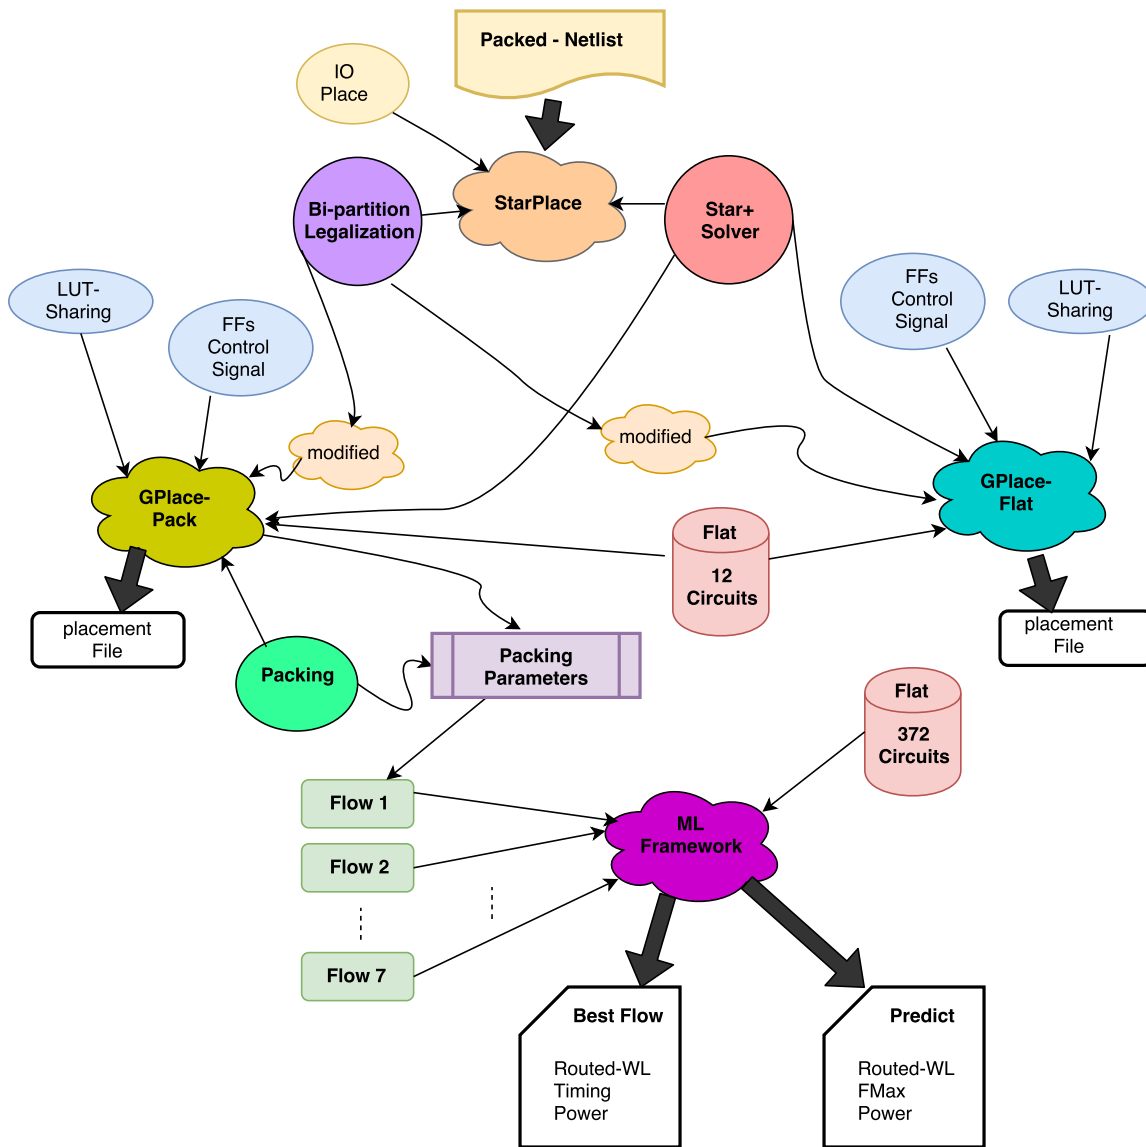 Packed - Netlist
IO
Place
StarPlace
Bi-partition
Legalization
Star+
Solver
LUT-
Sharing
FFs
Control
Signal
FFs
Control
Signal
LUT-
Sharing
modified
modified
GPlace-
Pack
GPlace-
Flat
Flat
12
Circuits
placement
File
placement
File
Packing
Packing
Parameters
Flat
372
Circuits
Flow 1
Flow 2
Flow 7
ML
Framework
Best Flow
Routed-WL
Timing
Power
Predict
Routed-WL
FMax
Power